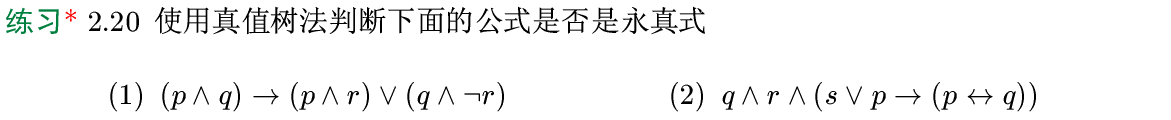 练习* 2.20 使用真值树法判断下面的公式是否是永真式
(1) (p ∧ q) → (p ∧ r) ∨ (q ∧ ¬r) (2) q ∧ r ∧ (s ∨ p → (p ↔ q))